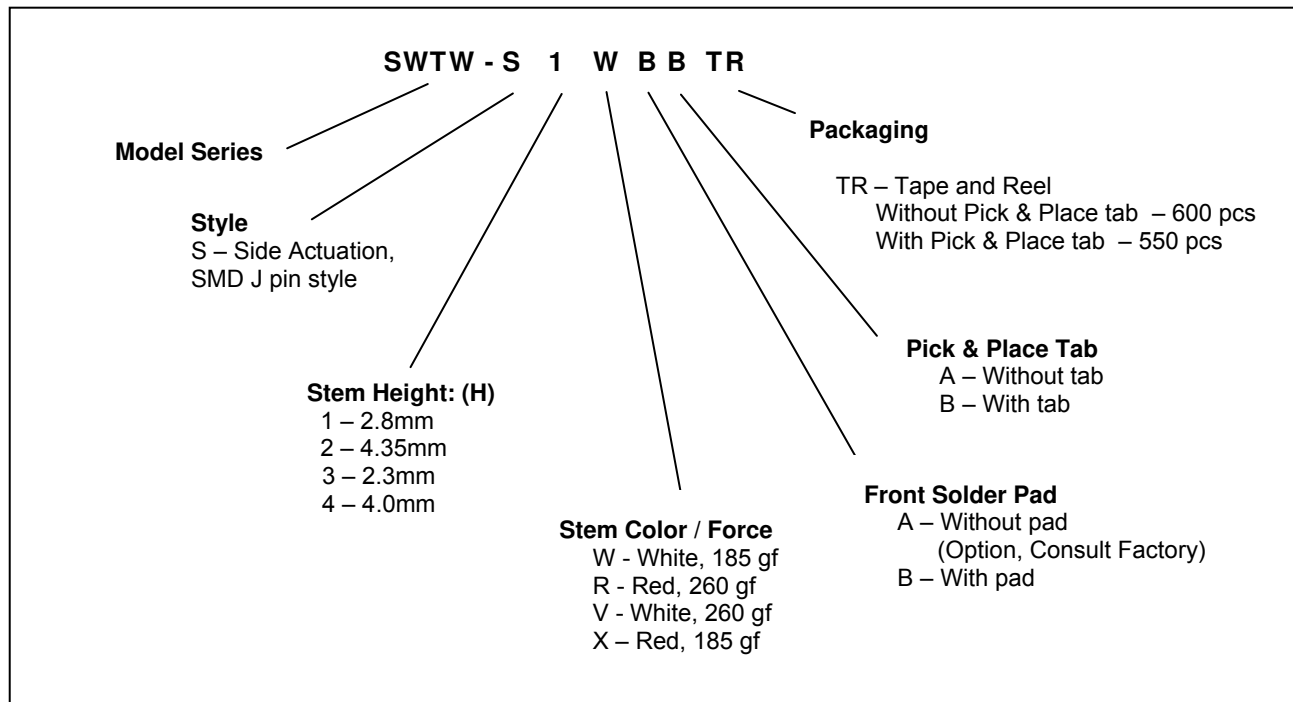 SWTW - S 1 W B B TR
Packaging
TR – Tape and Reel
Without Pick & Place tab – 600 pcs
With Pick & Place tab – 550 pcs
Model Series
Style
S – Side Actuation,
SMD J pin style
Pick & Place Tab
A – Without tab
B – With tab
Stem Height: (H)
1 – 2.8mm
2 – 4.35mm
3 – 2.3mm
4 – 4.0mm
Front Solder Pad
A – Without pad
(Option, Consult Factory)
B – With pad
Stem Color / Force
W - White, 185 gf
R - Red, 260 gf
V - White, 260 gf
X – Red, 185 gf